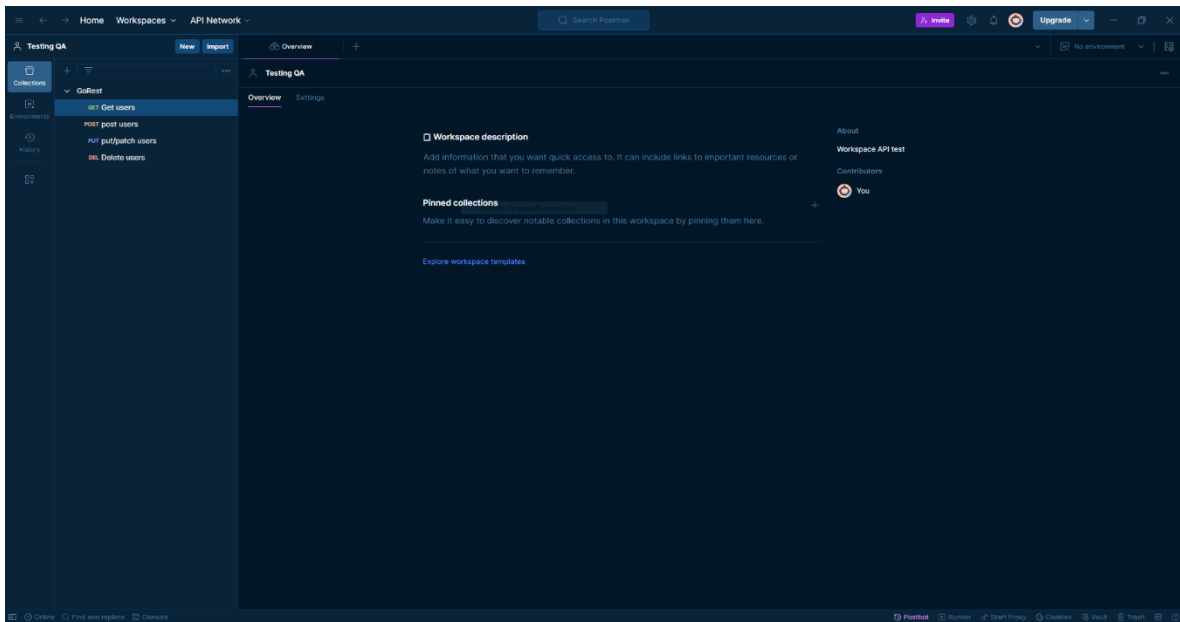 Home Workspaces API Network Search Postman Invite Upgrade
Testing QA New Import Overview No environment
Collections
Environments
History
GoRest
GET Get users
POST post users
PUT put/patch users
DEL Delete users
Testing QA
Overview Settings
Workspace description
Add information that you want quick access to. It can include links to important resources or
notes of what you want to remember.
Pinned collections
Make it easy to discover notable collections in this workspace by pinning them here.
Explore workspace templates
About
Workspace API test
Contributors
You
Online Find and replace Console Postbot Runner Start Proxy Cookies Vault Trash